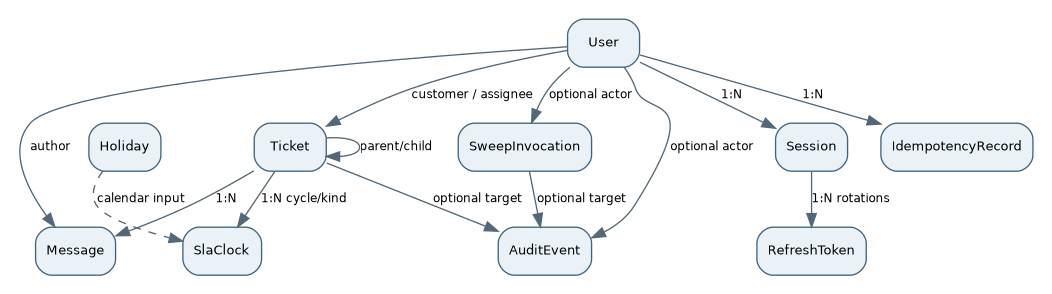 User
customer / assignee
optional actor
1:N
1:N
author
Holiday
Ticket
parent/child
SweepInvocation
optional actor
Session
IdempotencyRecord
calendar input
1:N
1:N cycle/kind
optional target
optional target
1:N rotations
Message
SlaClock
AuditEvent
RefreshToken